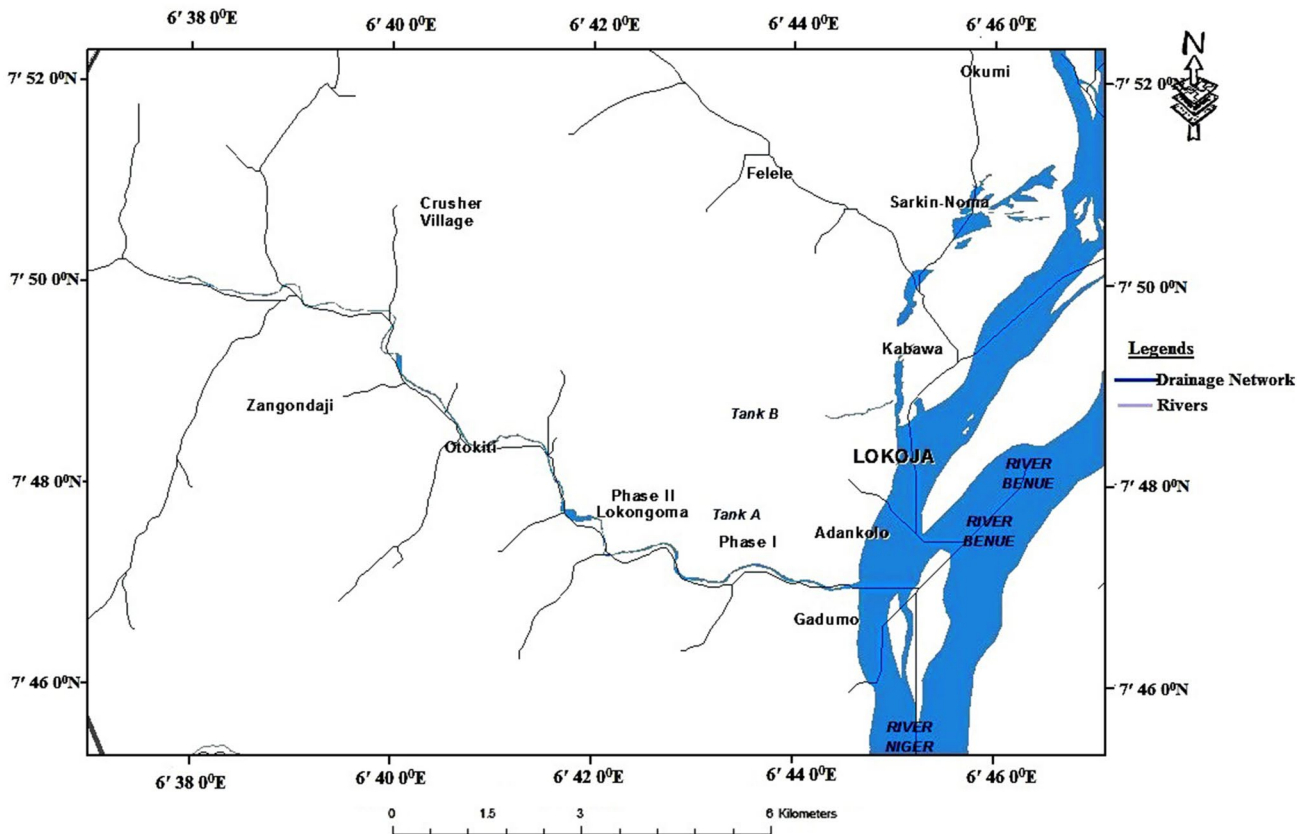 6′ 38 0⁰E
6′ 40 0⁰E
6′ 42 0⁰E
6′ 44 0⁰E
6′ 46 0⁰E
N
7′ 52 0⁰N
Okumi
7′ 52 0⁰N
Felele
Crusher
Village
Sarkin-Noma
7′ 50 0⁰N
7′ 50 0⁰N
Kabawa
Legends
Drainage Network
Rivers
Zangondaji
Tank B
Otokiti
LOKOJA
RIVER
BENUE
7′ 48 0⁰N
7′ 48 0⁰N
Phase II
Lokongoma
Tank A
Phase I
Adankolo
RIVER
BENUE
Gadumo
7′ 46 0⁰N
7′ 46 0⁰N
RIVER
NIGER
6′ 38 0⁰E
6′ 40 0⁰E
6′ 42 0⁰E
6′ 44 0⁰E
6′ 46 0⁰E
0 1.5 3 6 Kilometers